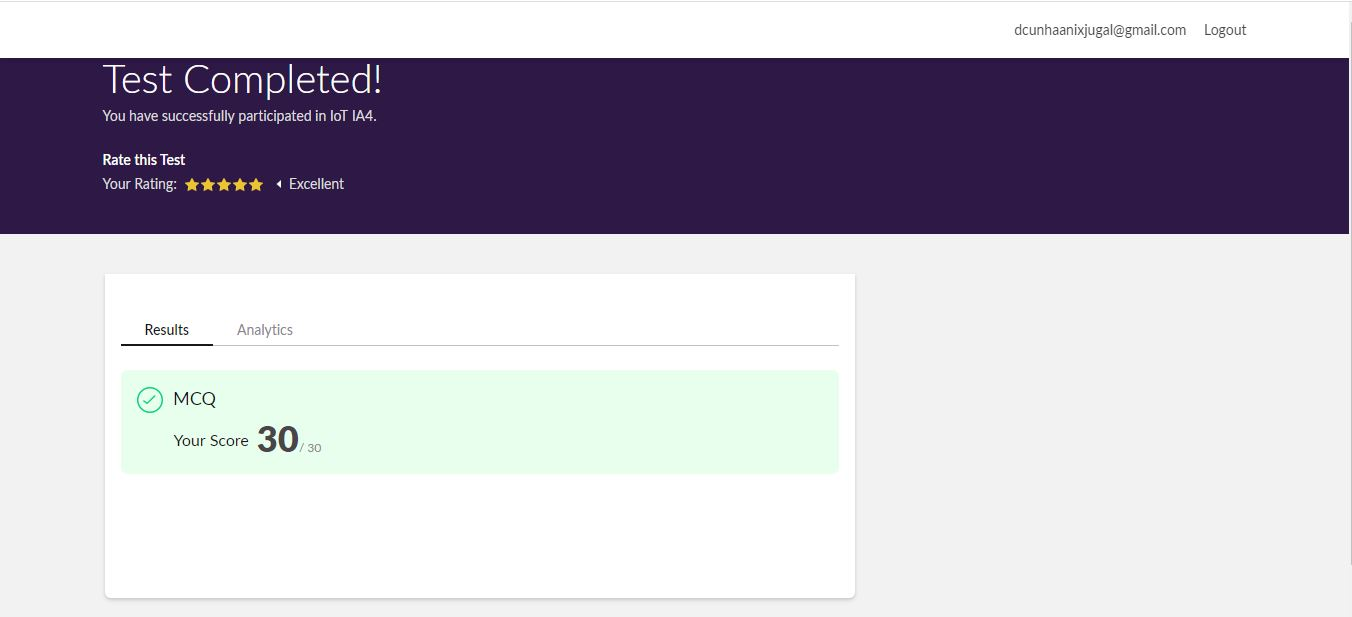 dcunhaanixjugal@gmail.com Logout
Test Completed!
You have successfully participated in IoT IA4.
Rate this Test
Your Rating: Excellent
Results Analytics
MCQ
Your Score 30 / 30